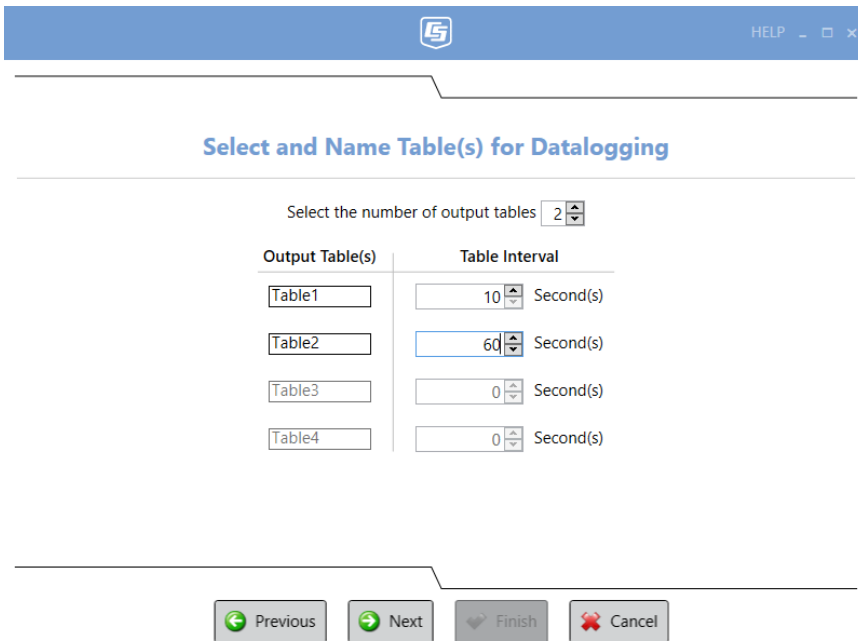 HELP
Select and Name Table(s) for Datalogging
Select the number of output tables 2
Output Table(s) Table Interval
Table1 10 Second(s)
Table2 60 Second(s)
Table3 0 Second(s)
Table4 0 Second(s)
Previous Next Finish Cancel